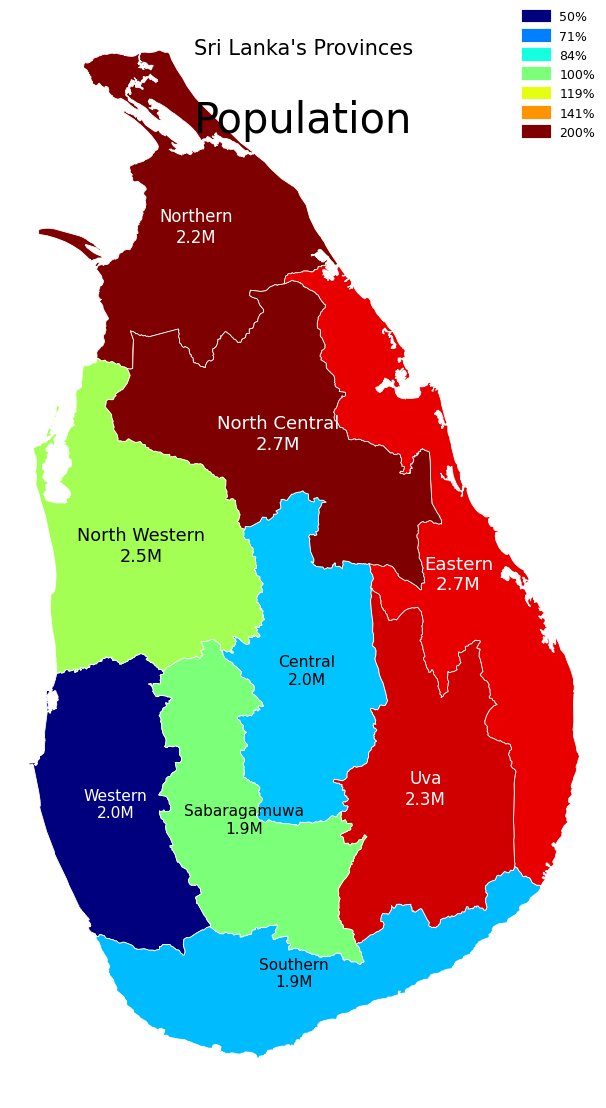 Sri Lanka's Provinces
Population
50%
71%
84%
100%
119%
141%
200%
Northern
2.2M
North Central
2.7M
North Western
2.5M
Eastern
2.7M
Central
2.0M
Uva
2.3M
Western
2.0M
Sabaragamuwa
1.9M
Southern
1.9M